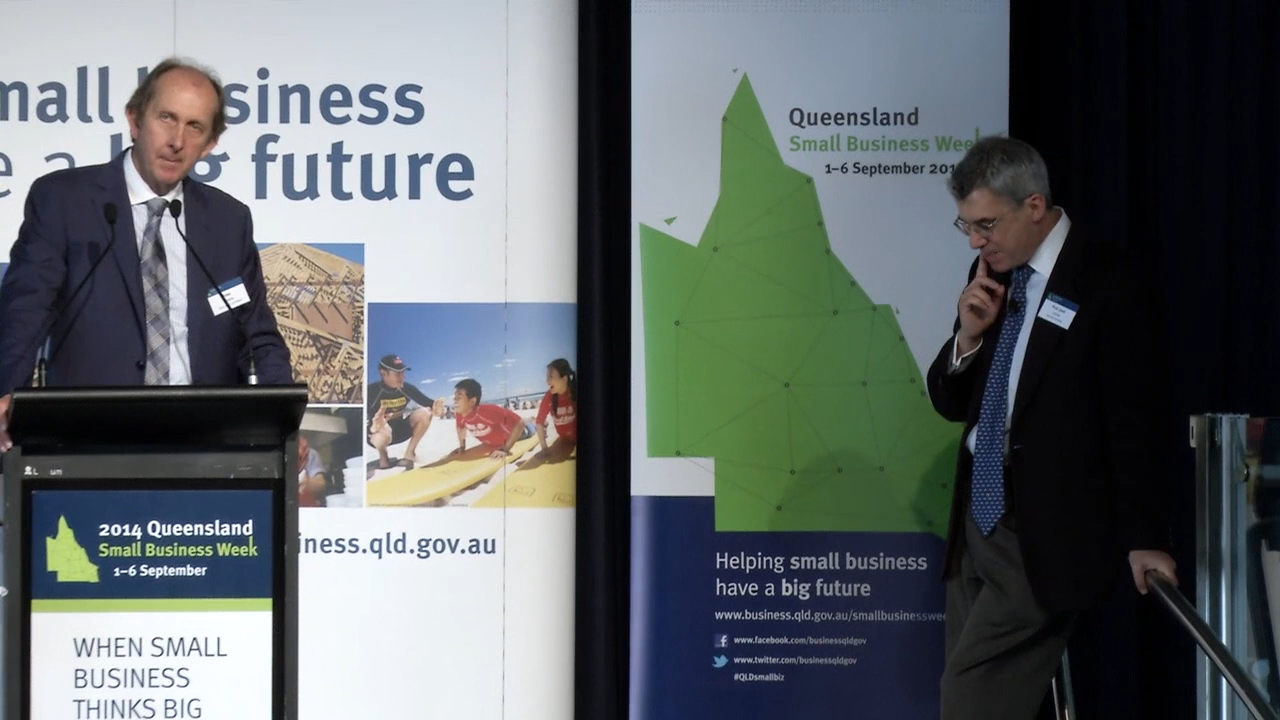 mall
siness
e a big future
iness.qld.gov.au
2014 Queensland
Small Business Week
1–6 September
WHEN SMALL
BUSINESS
THINKS BIG
Queensland
Small Business Week
1–6 September 201
Helping small business
have a big future
www.business.qld.gov.au/smallbusinesswee
www.facebook.com/businessqldgov
www.twitter.com/businessqldgov
#QLDsmallbiz